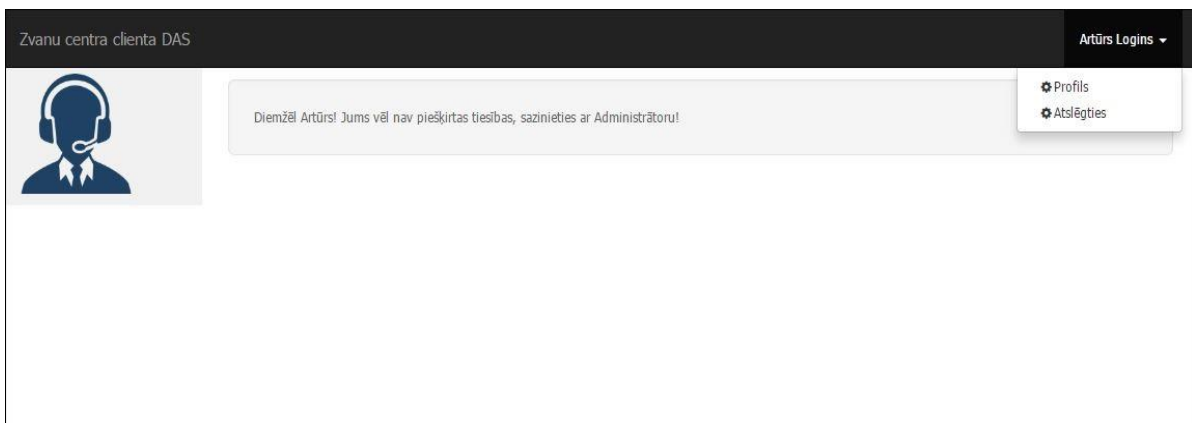 Zvanu centra clienta DAS
Artūrs Logins
Profils
Atslēgties
Diemžēl Artūrs! Jums vēl nav piešķirtas tiesības, sazinieties ar Administrātoru!